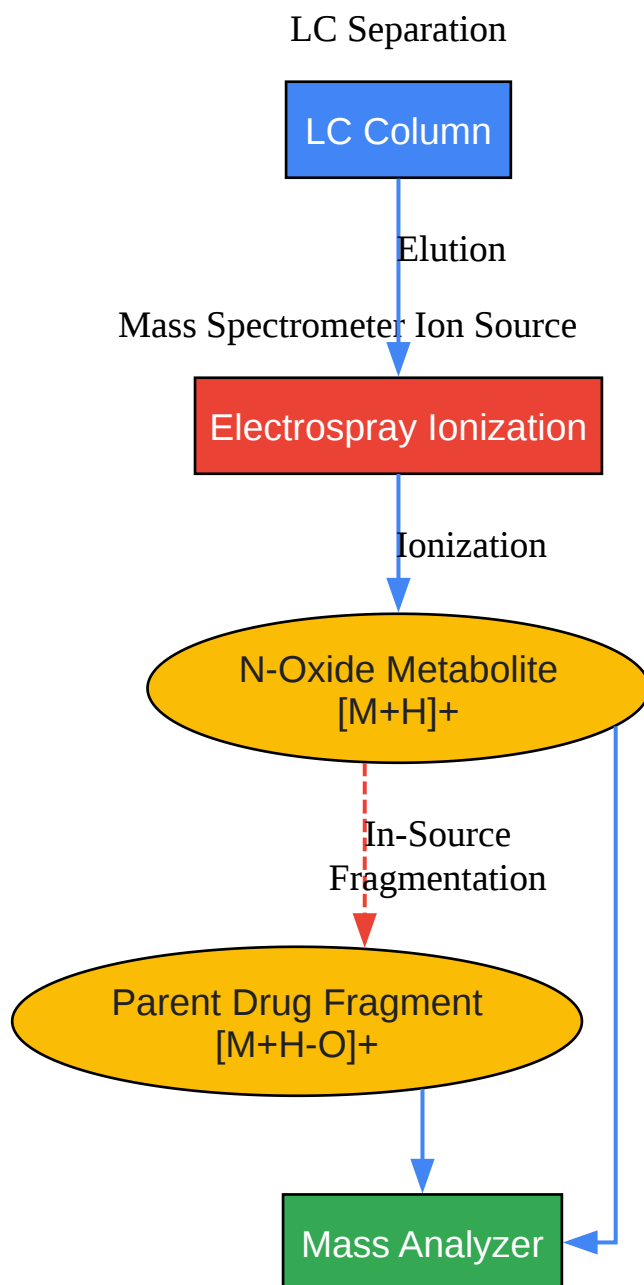 LC Separation
LC Column
Elution
Mass Spectrometer Ion Source
Electrospray Ionization
Ionization
N-Oxide Metabolite
[M+H]+
In-Source
Fragmentation
Parent Drug Fragment
[M+H-O]+
Mass Analyzer